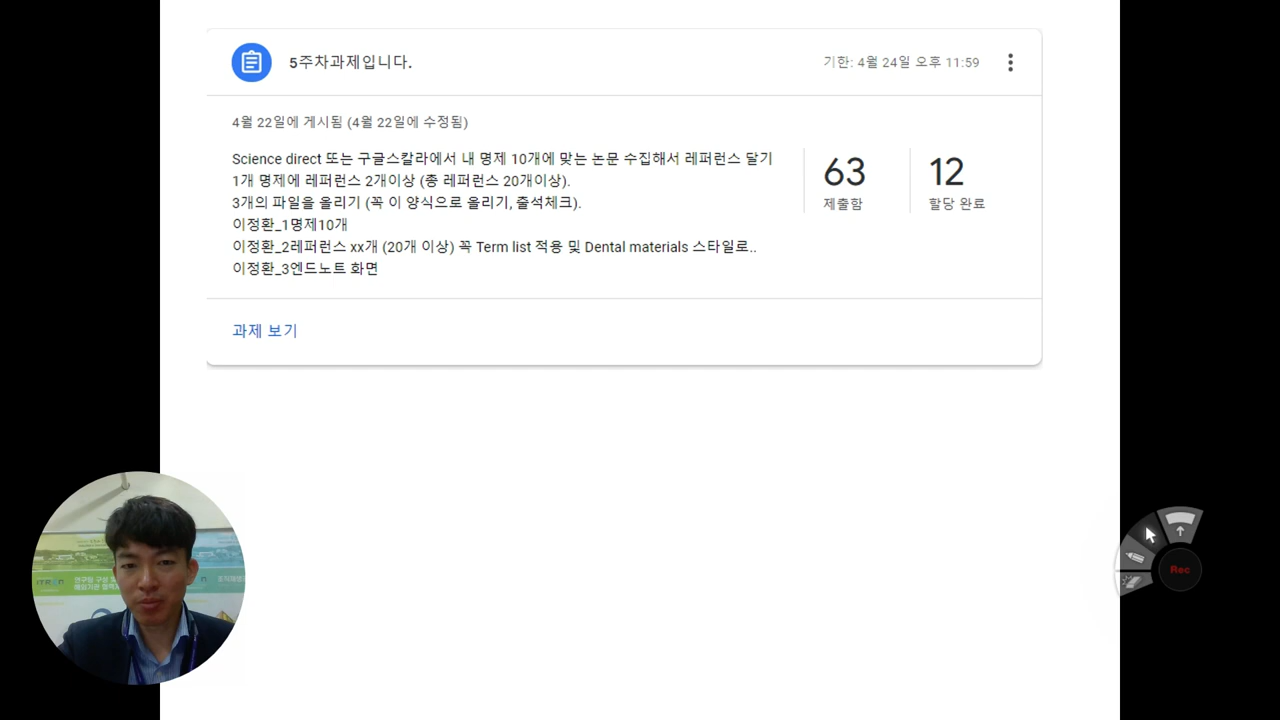 5주차과제입니다.
기한: 4월 24일 오후 11:59
4월 22일에 게시됨 (4월 22일에 수정됨)
Science direct 또는 구글스칼라에서 내 명제 10개에 맞는 논문 수집해서 레퍼런스 달기
1개 명제에 레퍼런스 2개이상 (총 레퍼런스 20개이상).
3개의 파일을 올리기 (꼭 이 양식으로 올리기, 출석체크).
이정환_1명제10개
이정환_2레퍼런스 xx개 (20개 이상) 꼭 Term list 적용 및 Dental materials 스타일로..
이정환_3엔드노트 화면
63
제출함
12
할당 완료
과제 보기
ITREN
연구팀 구성
Rec